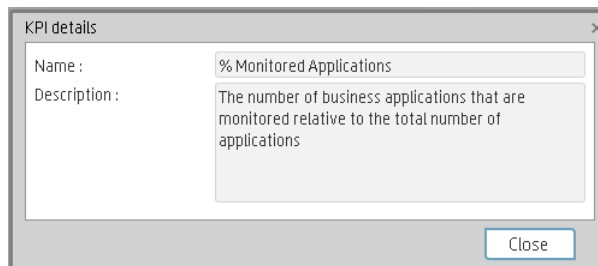 KPI details
Name :
% Monitored Applications
Description :
The number of business applications that are
monitored relative to the total number of
applications
Close